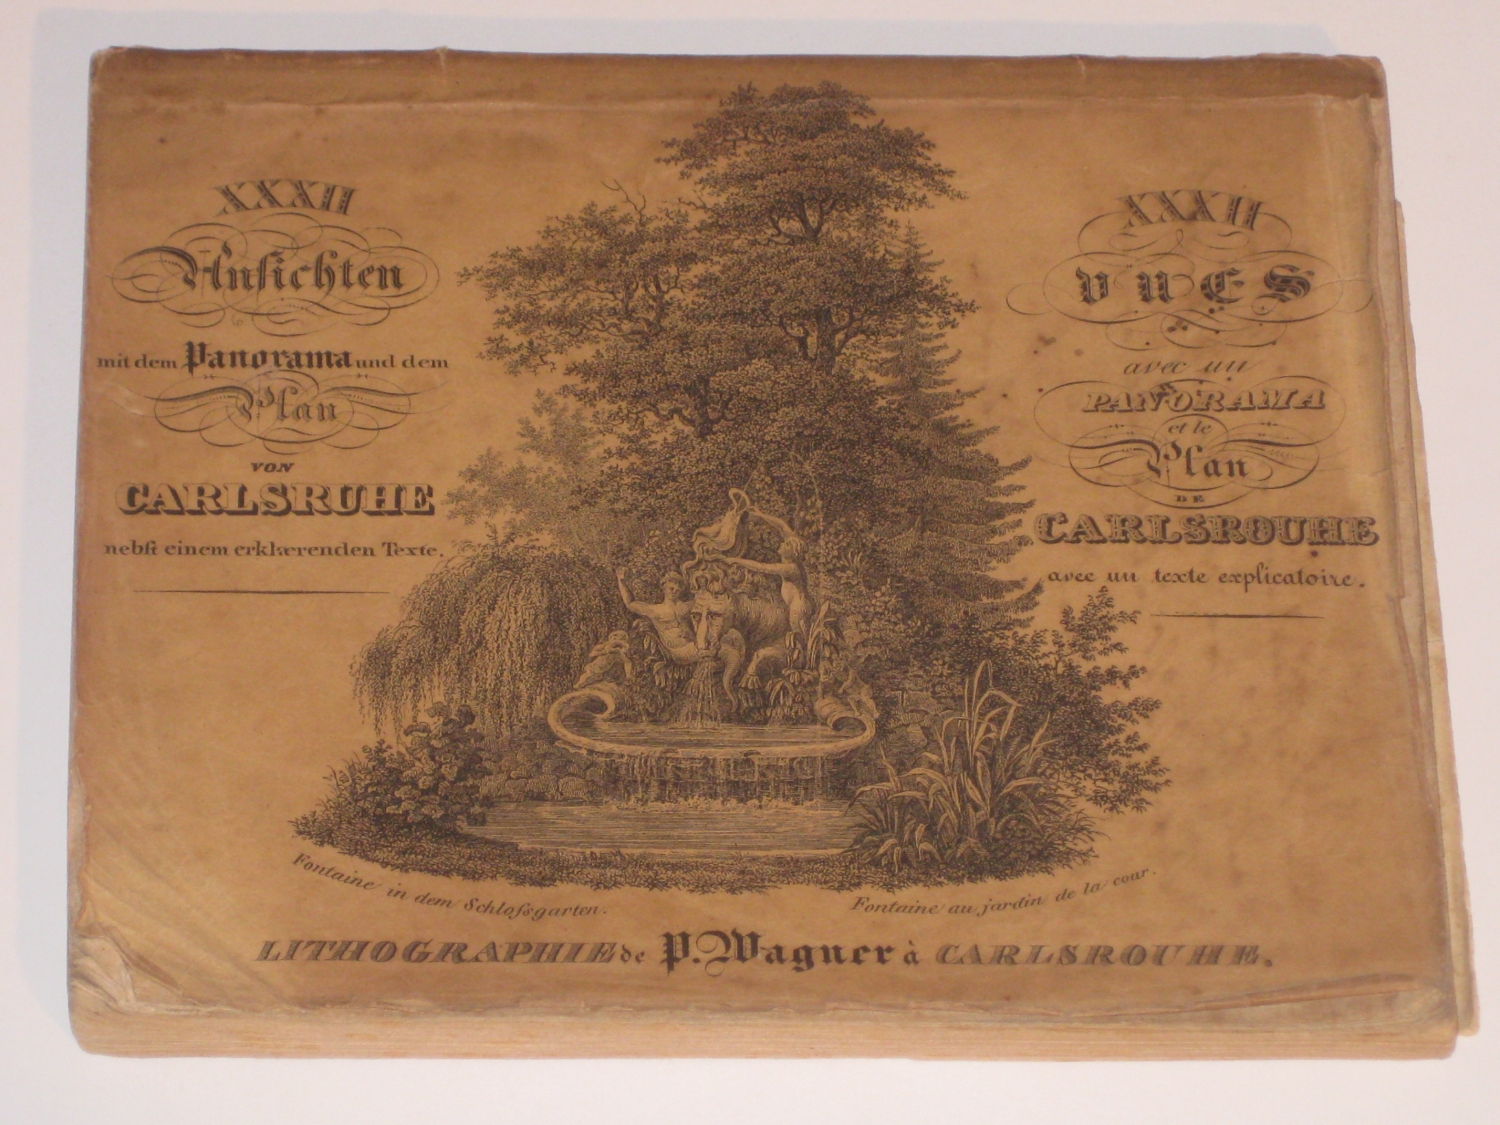 XXXII
Ansichten
mit dem Panorama und dem
Plan
VON
CARLSRUHE
nebſt einem erklærenden Texte.
XXXII
VUES
avec un
PANORAMA
et le
Plan
DE
CARLSROUHE
avec un texte explicatoire.
Fontaine in dem Schloſsgarten.
Fontaine au jardin de la cour.
LITHOGRAPHIE de P. Wagner à CARLSROUHE.